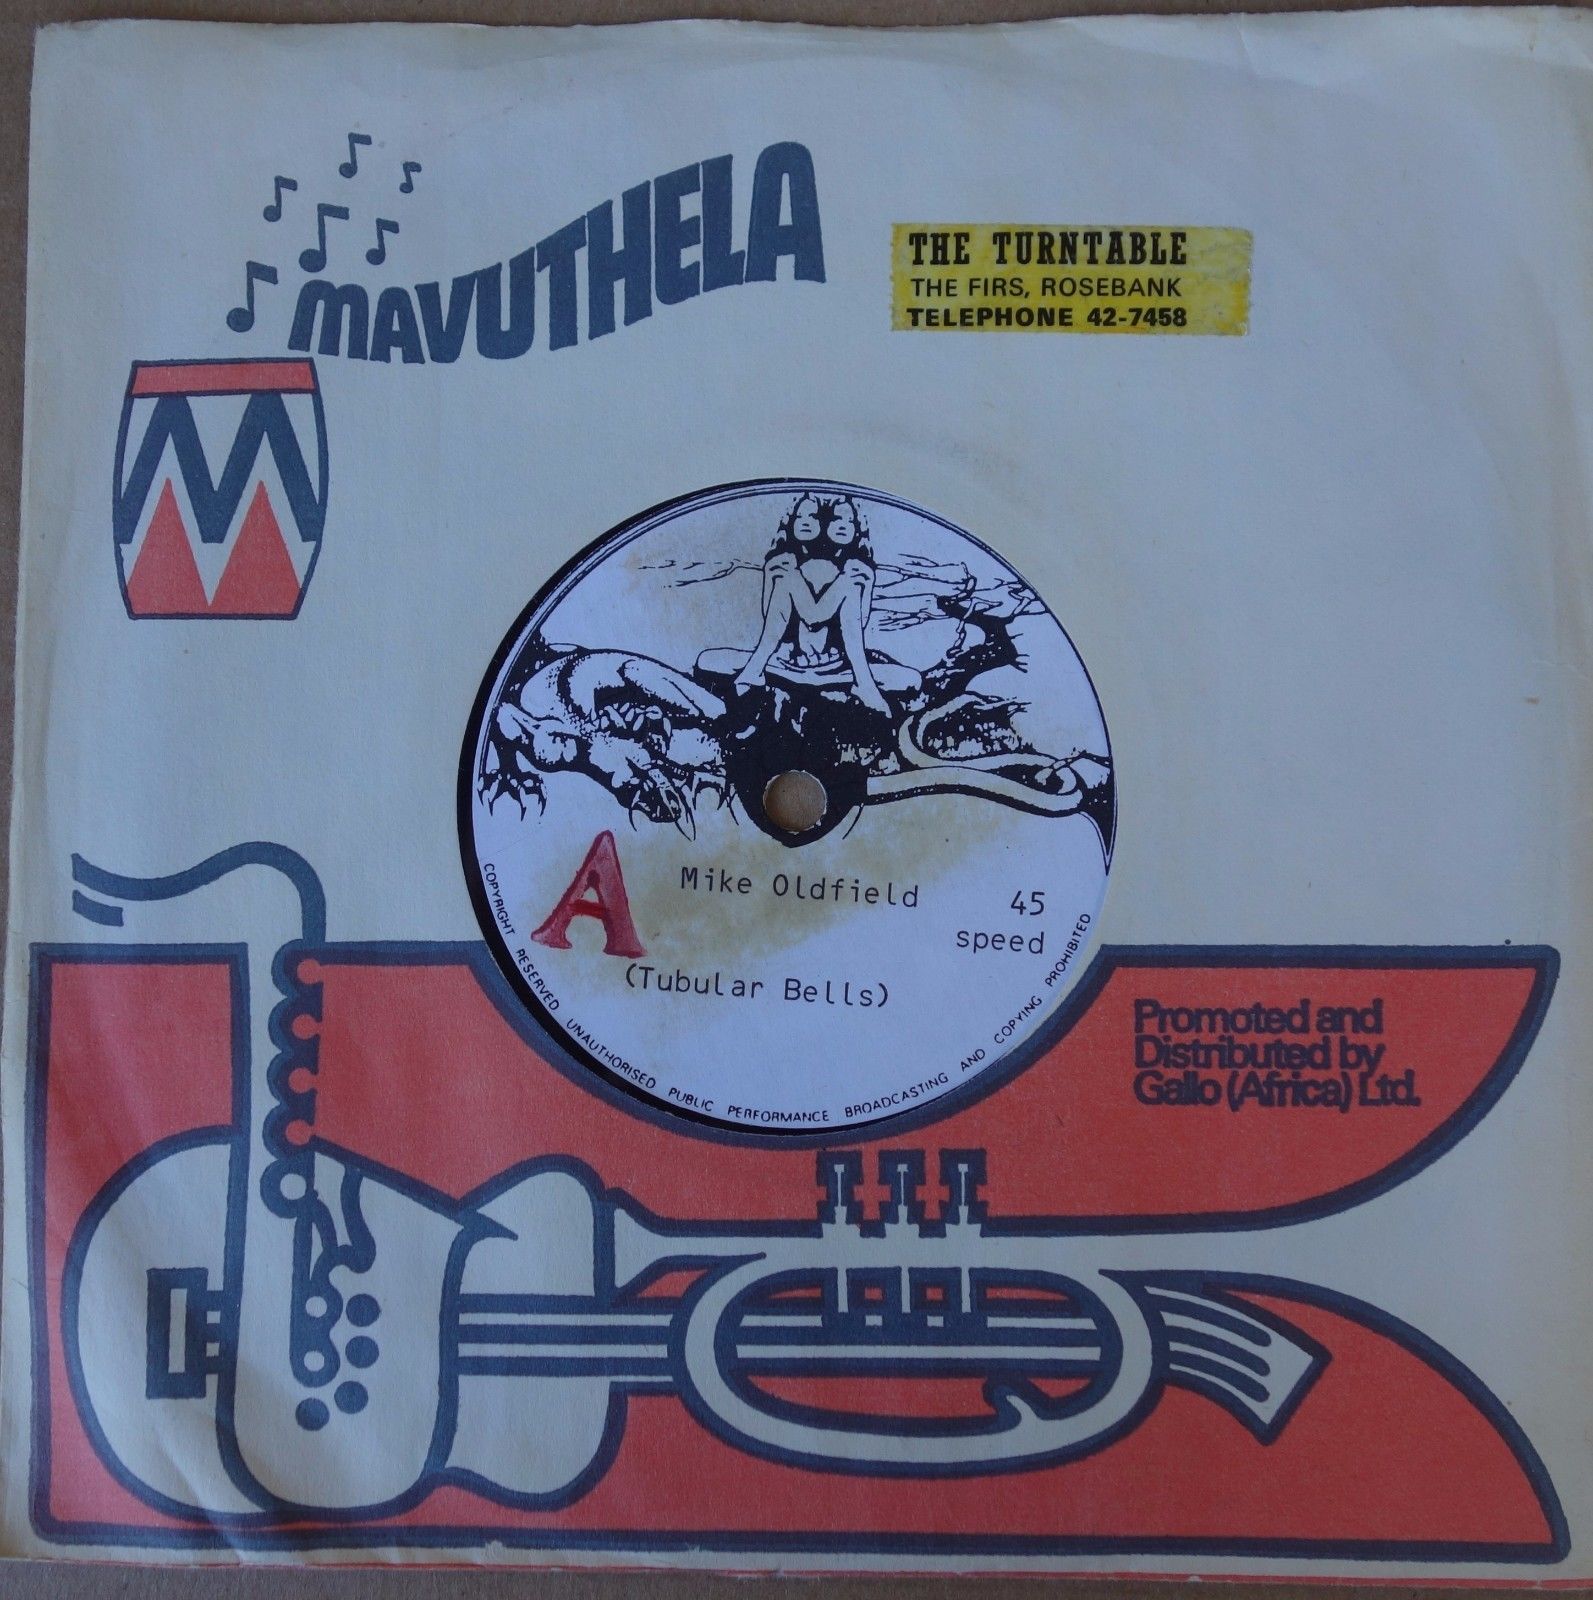 MAVUTHELA
THE TURNTABLE
THE FIRS, ROSEBANK
TELEPHONE 42-7458
M
A
Mike Oldfield
45
speed
(Tubular Bells)
COPYRIGHT RESERVED UNAUTHORISED PUBLIC PERFORMANCE BROADCASTING AND COPYING PROHIBITED
Promoted and
Distributed by
Gallo (Africa) Ltd.